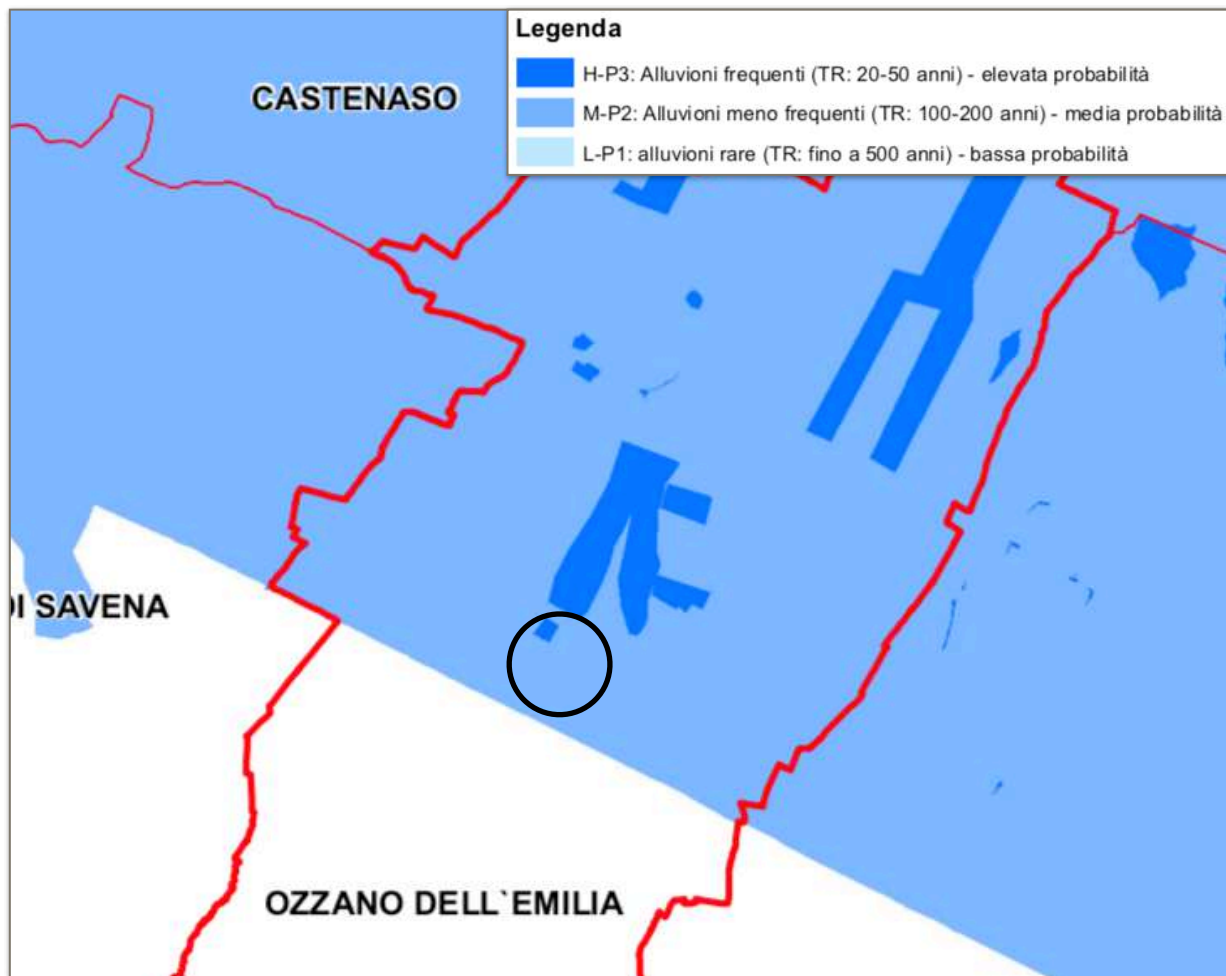 Legenda
H-P3: Alluvioni frequenti (TR: 20-50 anni) - elevata probabilità
M-P2: Alluvioni meno frequenti (TR: 100-200 anni) - media probabilità
L-P1: alluvioni rare (TR: fino a 500 anni) - bassa probabilità
CASTENASO
DI SAVENA
OZZANO DELL`EMILIA